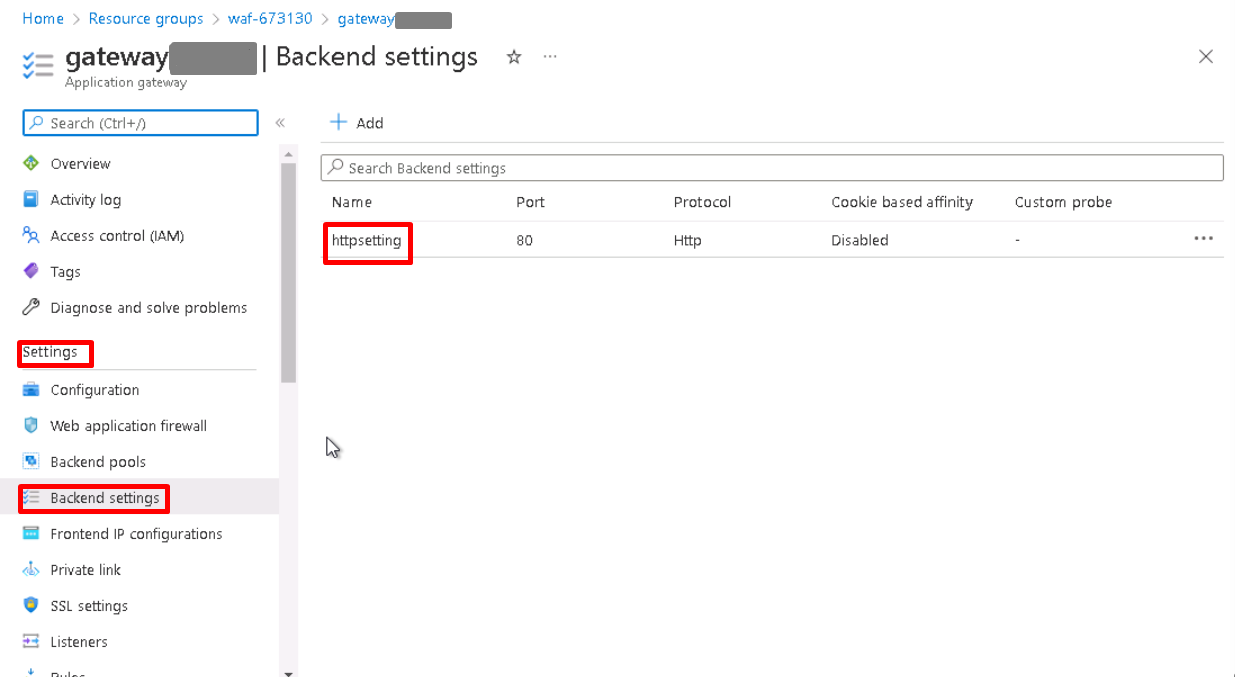 Home > Resource groups > waf-673130 > gateway
gateway | Backend settings ☆ ...
Application gateway
Search (Ctrl+/) «
+ Add
Search Backend settings
Name Port Protocol Cookie based affinity Custom probe
httpsetting 80 Http Disabled - ...
Overview
Activity log
Access control (IAM)
Tags
Diagnose and solve problems
Settings
Configuration
Web application firewall
Backend pools
Backend settings
Frontend IP configurations
Private link
SSL settings
Listeners